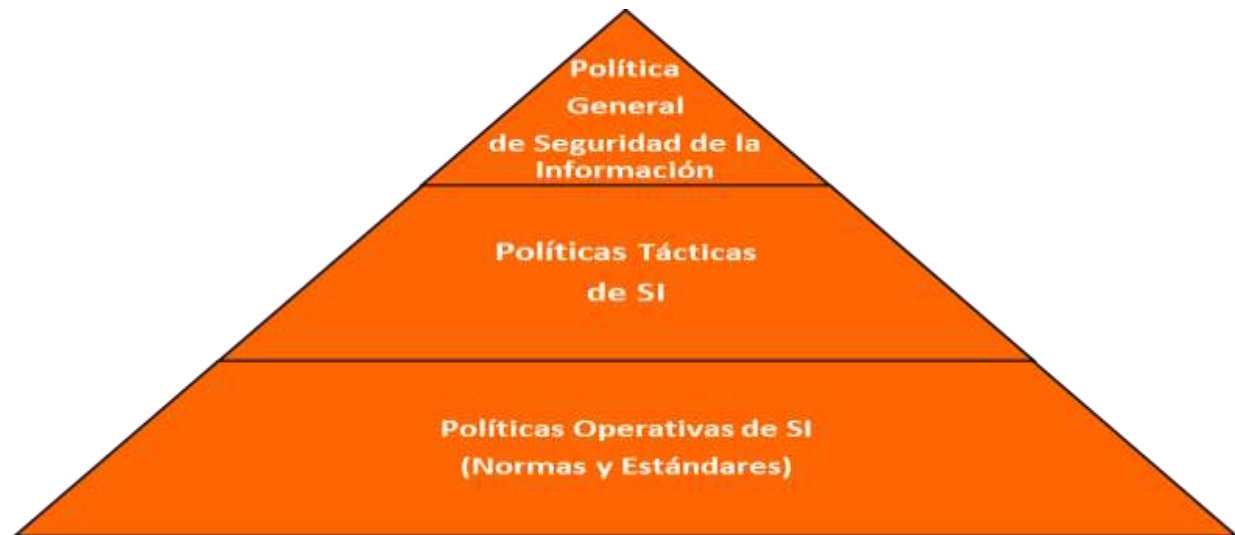 Política
General
de Seguridad de la
Información
Políticas Tácticas
de SI
Políticas Operativas de SI
(Normas y Estándares)